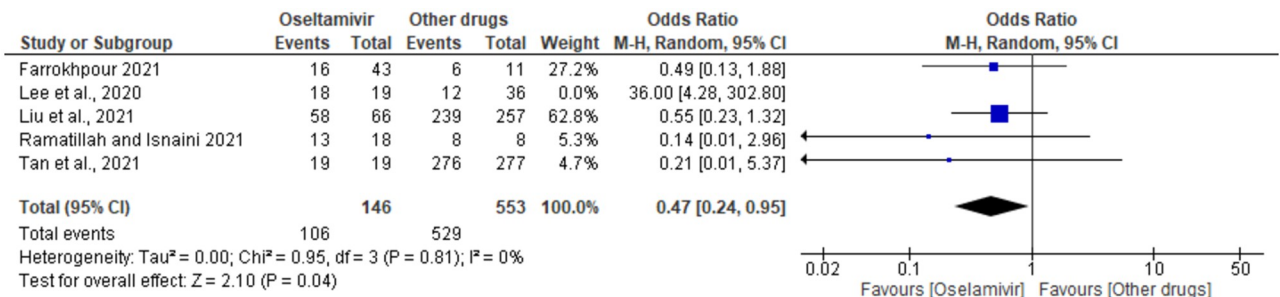 Oseltamivir Other drugs Odds Ratio Odds Ratio
Study or Subgroup Events Total Events Total Weight M-H, Random, 95% CI M-H, Random, 95% CI
Farrokhpour 2021 16 43 6 11 27.2% 0.49 [0.13, 1.88]
Lee et al., 2020 18 19 12 36 0.0% 36.00 [4.28, 302.80]
Liu et al., 2021 58 66 239 257 62.8% 0.55 [0.23, 1.32]
Ramatillah and Isnaini 2021 13 18 8 8 5.3% 0.14 [0.01, 2.96]
Tan et al., 2021 19 19 276 277 4.7% 0.21 [0.01, 5.37]
Total (95% CI) 146 553 100.0% 0.47 [0.24, 0.95]
Total events 106 529
Heterogeneity: Tau² = 0.00; Chi² = 0.95, df = 3 (P = 0.81); I² = 0%
Test for overall effect: Z = 2.10 (P = 0.04)
0.02 0.1 1 10 50
Favours [Oselamivir] Favours [Other drugs]